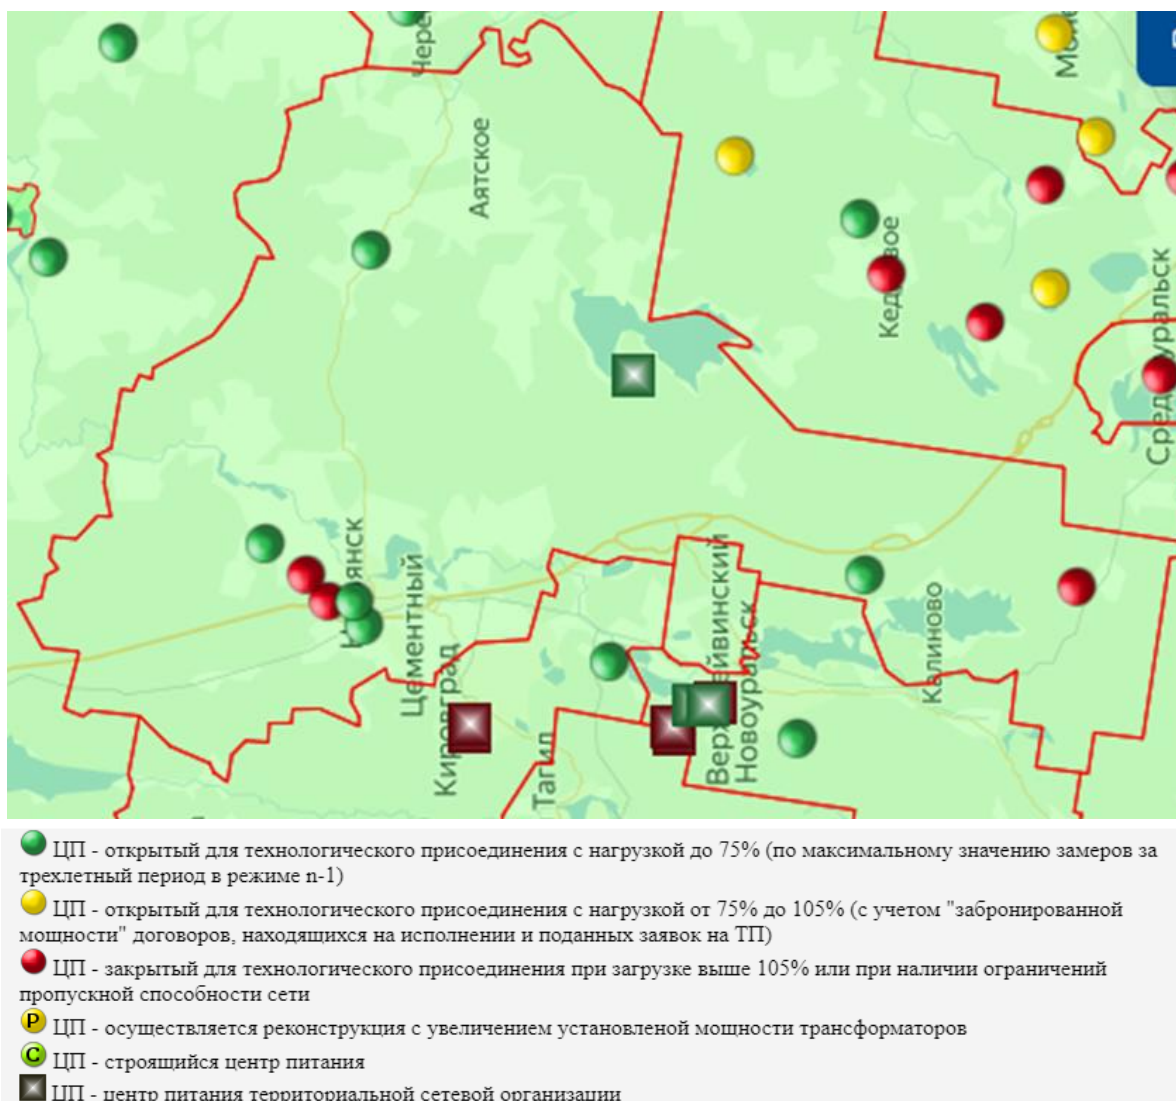 Чере
Мон
Аятское
Кедровое
Среднеуральск
Невьянск
Цементный
Верх-Нейвинский
Новоуральск
Калиново
Кировград
Тагил
ЦП - открытый для технологического присоединения с нагрузкой до 75% (по максимальному значению замеров за
трехлетный период в режиме n-1)
ЦП - открытый для технологического присоединения с нагрузкой от 75% до 105% (с учетом "забронированной
мощности" договоров, находящихся на исполнении и поданных заявок на ТП)
ЦП - закрытый для технологического присоединения при загрузке выше 105% или при наличии ограничений
пропускной способности сети
Р ЦП - осуществляется реконструкция с увеличением установленой мощности трансформаторов
С ЦП - строящийся центр питания
ЦП - центр питания территориальной сетевой организации